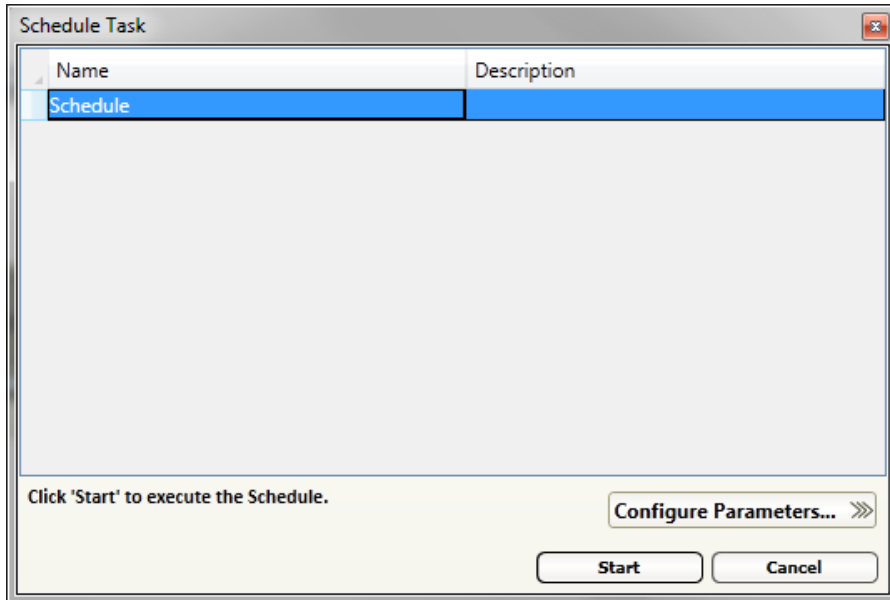 Schedule Task
Name Description
Schedule
Click 'Start' to execute the Schedule.
Configure Parameters...
Start Cancel